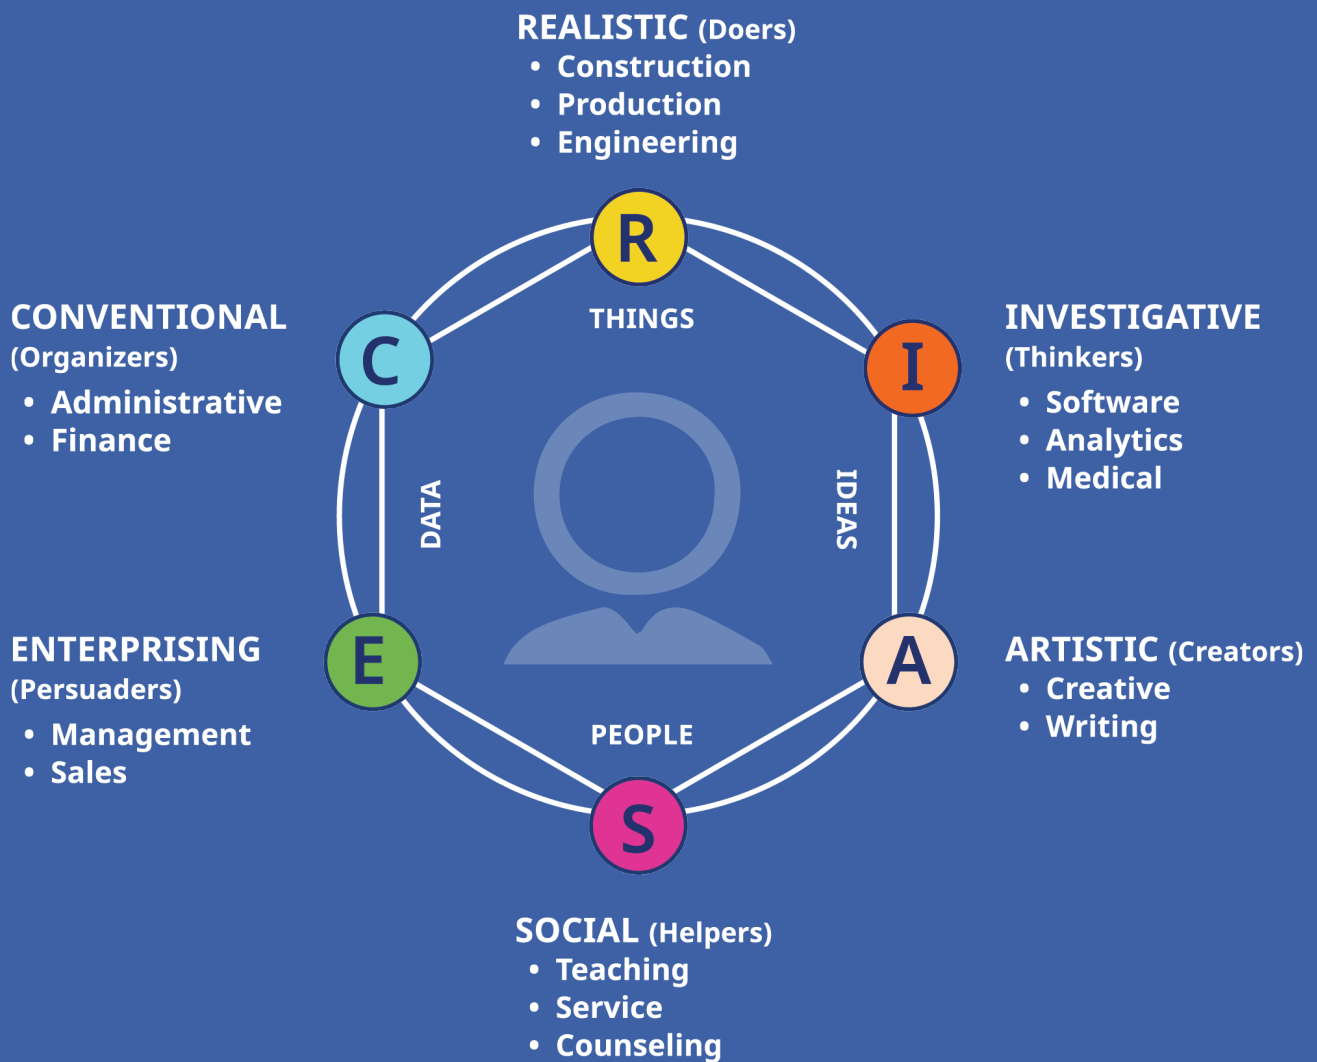 REALISTIC (Doers)
• Construction
• Production
• Engineering
R
THINGS
CONVENTIONAL
(Organizers)
• Administrative
• Finance
C
I
INVESTIGATIVE
(Thinkers)
• Software
• Analytics
• Medical
DATA
IDEAS
ENTERPRISING
(Persuaders)
• Management
• Sales
E
A
ARTISTIC (Creators)
• Creative
• Writing
PEOPLE
S
SOCIAL (Helpers)
• Teaching
• Service
• Counseling